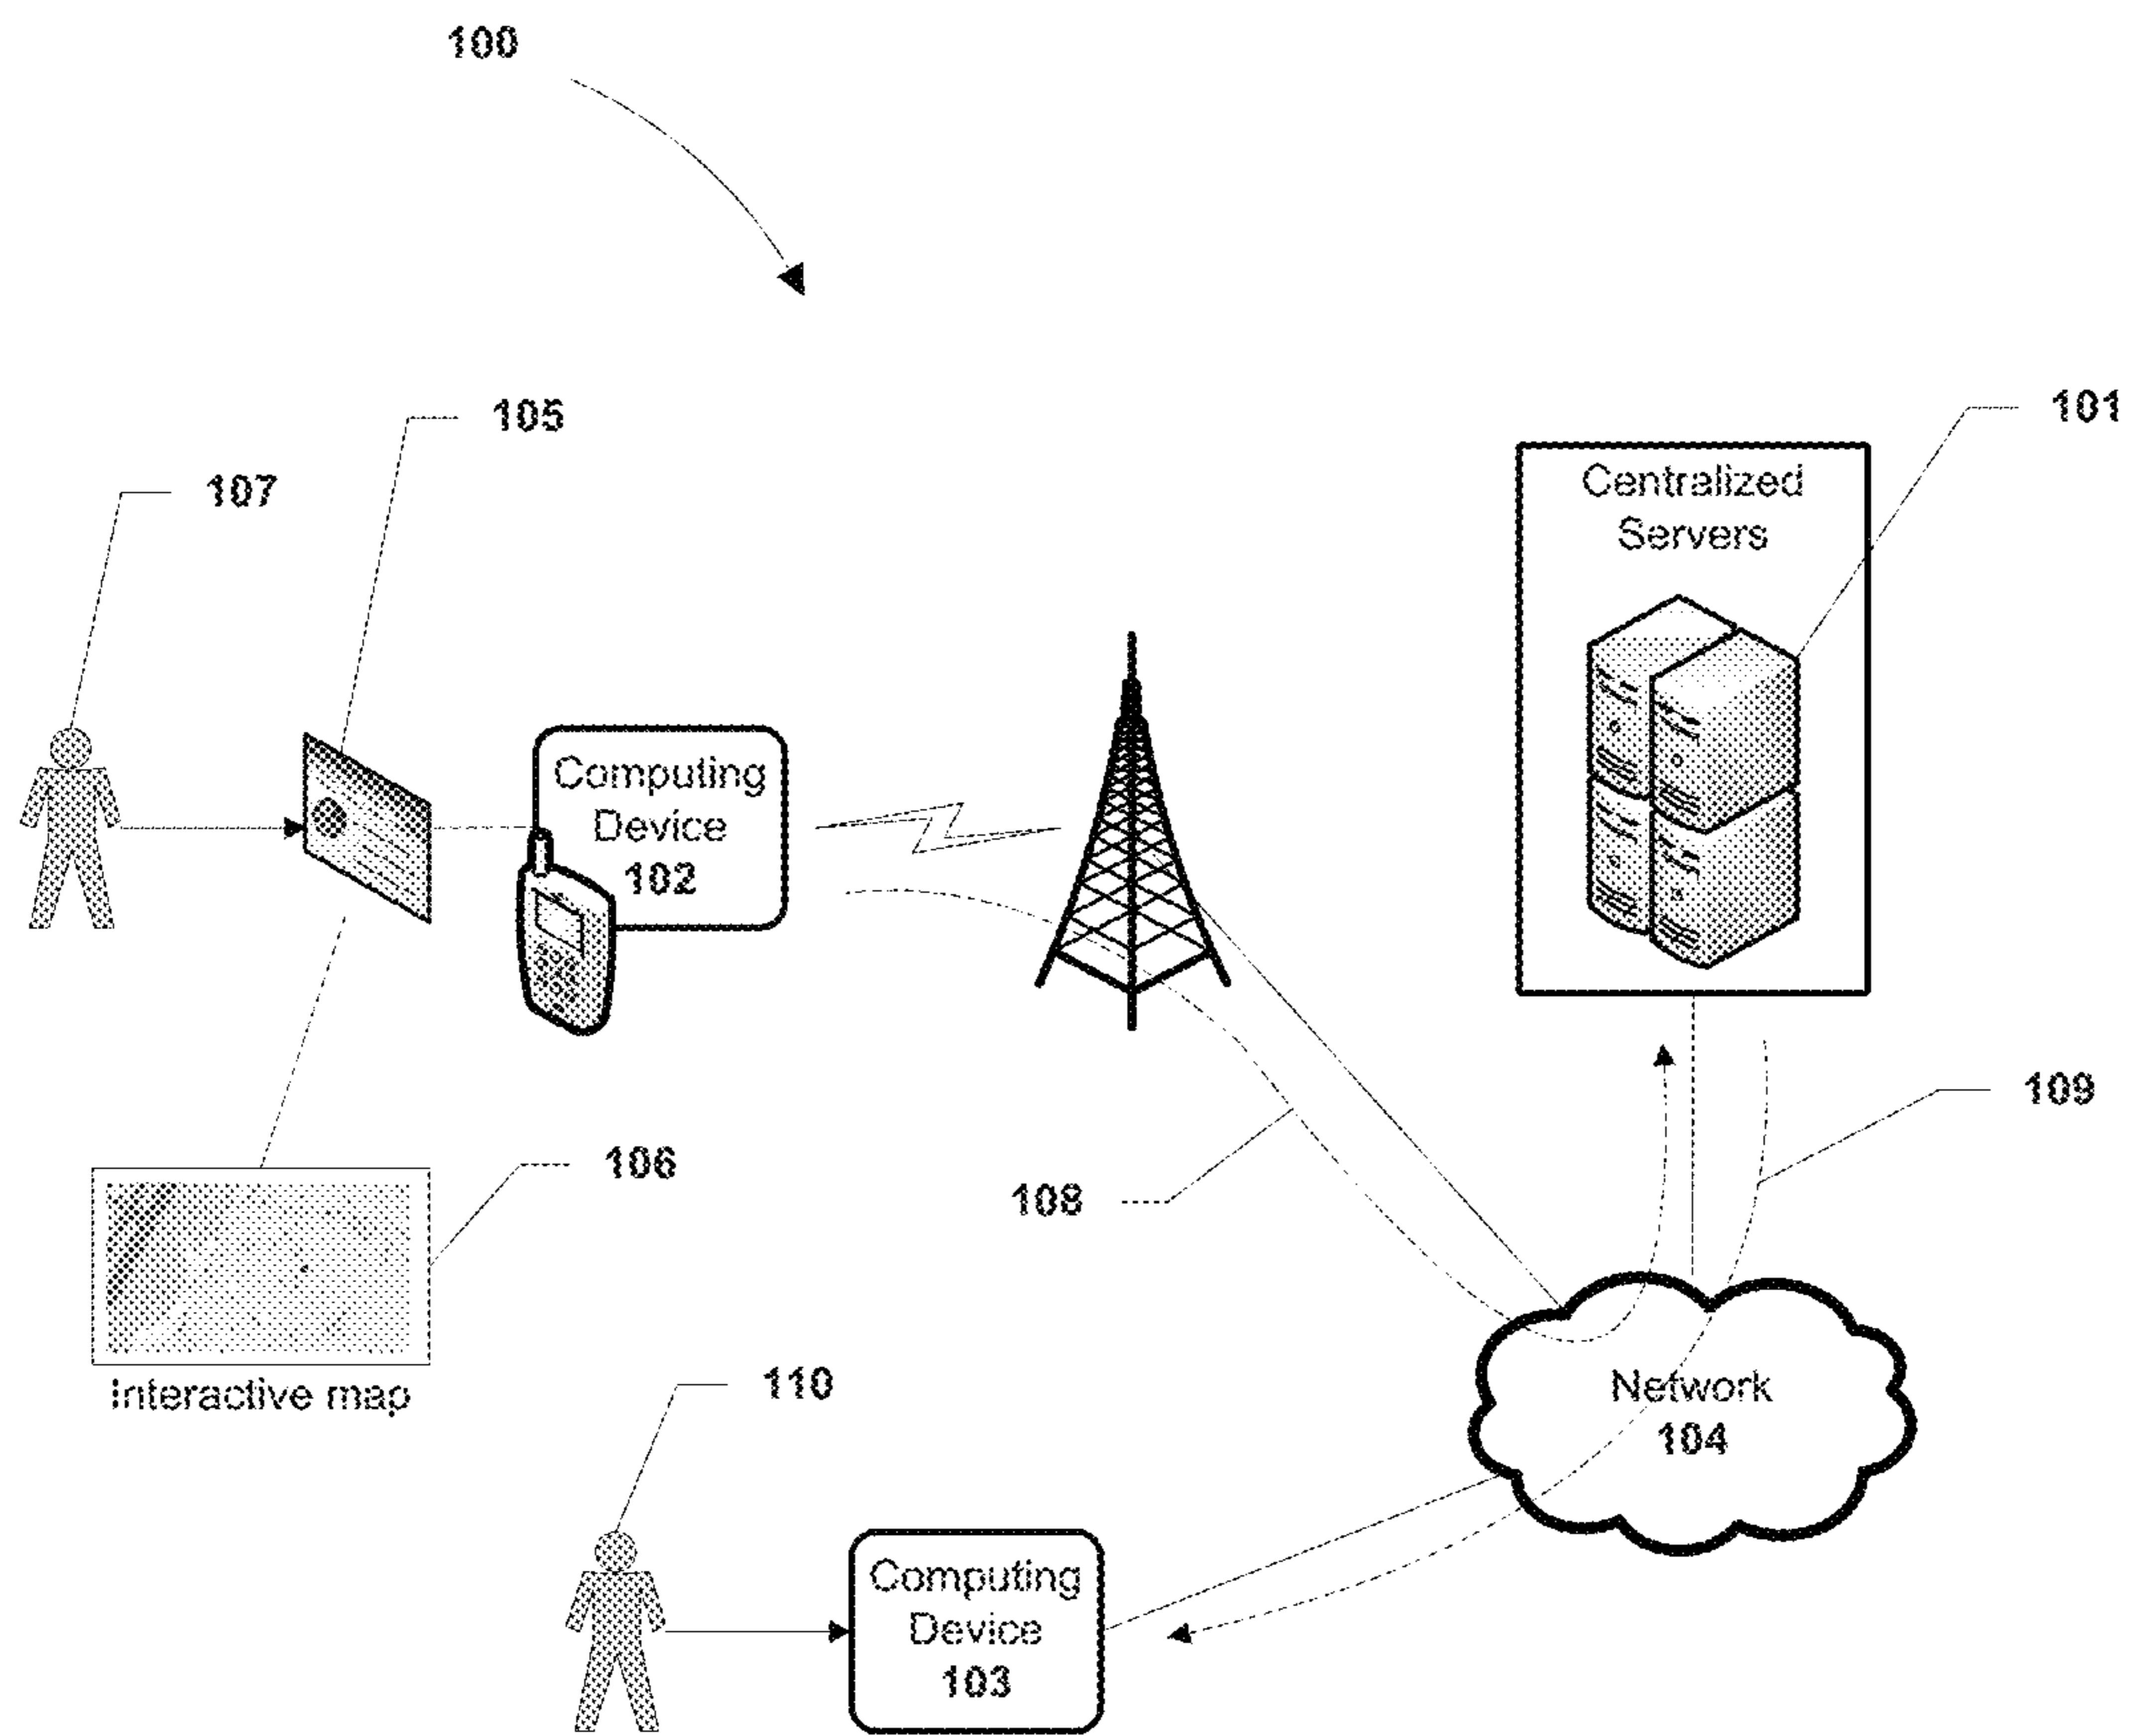 100
105
101
107
Centralized
Servers
Computing
Device
102
109
106
108
Interactive map
110
Network
104
Computing
Device
103